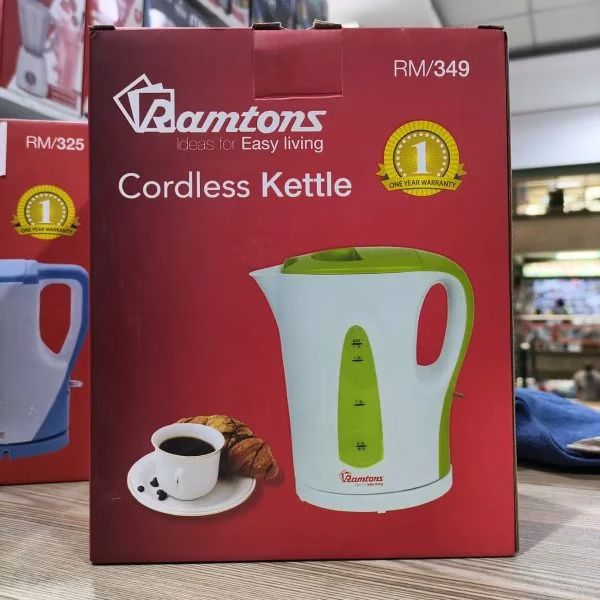 RM/349
Ramtons
Ideas for Easy living
1
ONE YEAR WARRANTY
Cordless Kettle
Ramtons
RM/325
1
ONE YEAR WARRANTY